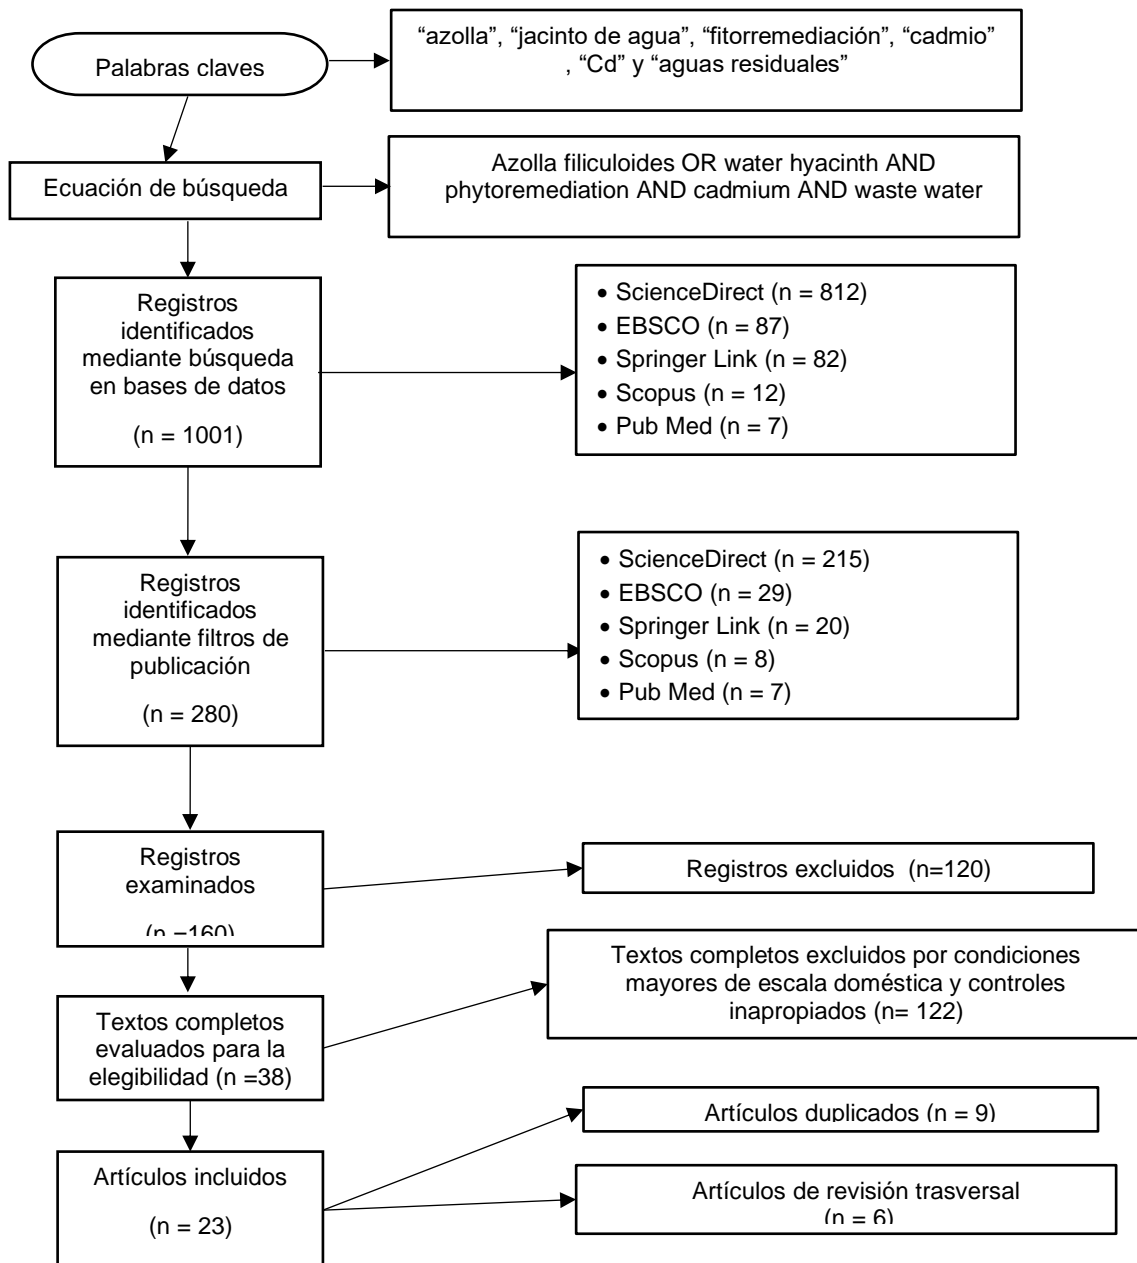 Palabras claves
“azolla”, “jacinto de agua”, “fitorremediación”, “cadmio”
, “Cd” y “aguas residuales”
Ecuación de búsqueda
Azolla filiculoides OR water hyacinth AND
phytoremediation AND cadmium AND waste water
Registros
identificados
mediante búsqueda
en bases de datos
(n = 1001)
• ScienceDirect (n = 812)
• EBSCO (n = 87)
• Springer Link (n = 82)
• Scopus (n = 12)
• Pub Med (n = 7)
Registros
identificados
mediante filtros de
publicación
(n = 280)
• ScienceDirect (n = 215)
• EBSCO (n = 29)
• Springer Link (n = 20)
• Scopus (n = 8)
• Pub Med (n = 7)
Registros
examinados
(n =160)
Registros excluidos (n=120)
Textos completos
evaluados para la
elegibilidad (n =38)
Textos completos excluidos por condiciones
mayores de escala doméstica y controles
inapropiados (n= 122)
Artículos incluidos
(n = 23)
Artículos duplicados (n = 9)
Artículos de revisión trasversal
(n = 6)